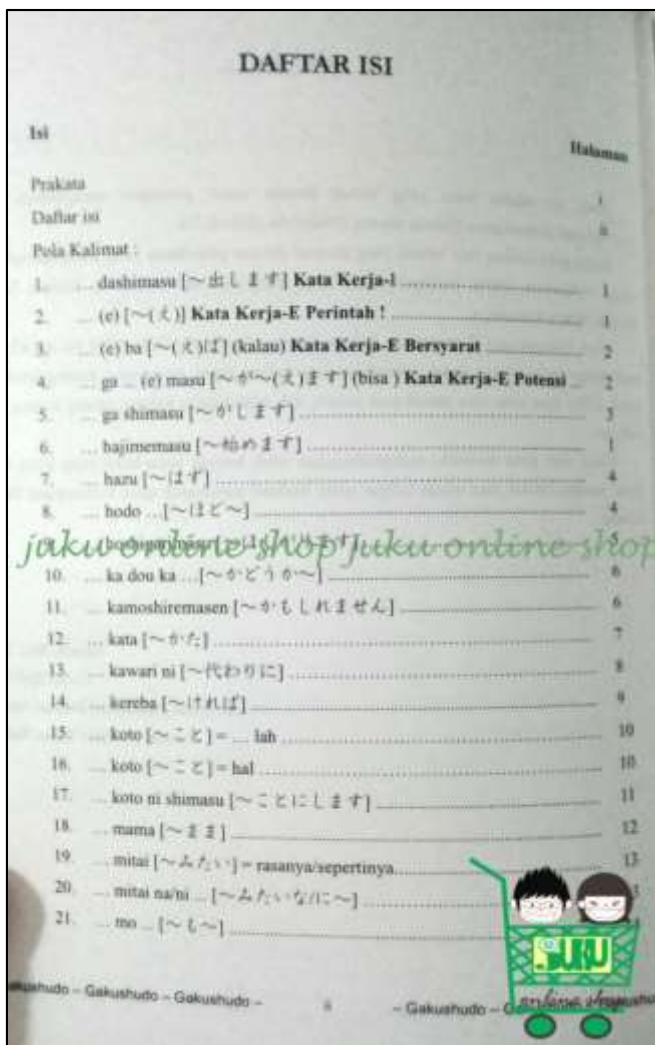 DAFTAR ISI
Isi
Halaman
Prakata i
Daftar isi ii
Pola Kalimat :
1. ... dashimasu [～出します] Kata Kerja-I 1
2. ... (e) [～(え)] Kata Kerja-E Perintah ! 1
3. ... (e) ba [～(え)ば] (kalau) Kata Kerja-E Bersyarat 2
4. ... ga ... (e) masu [～が～(え)ます] (bisa ) Kata Kerja-E Potensi 2
5. ... ga shimasu [～がします] 3
6. ... hajimemasu [～始めます]
7. ... hazu [～はず] 4
8. ... hodo ...[～ほど～] 4
juku online shop juku online shop
5
10. ... ka dou ka ...[～かどうか～] 6
11. ... kamoshiremasen [～かもしれません] 6
12. ... kata [～かた] 7
13. ... kawari ni [～代わりに] 8
14. ... kereba [～ければ] 9
15. ... koto [～こと] = ... lah 10
16. ... koto [～こと] = hal 10
17. ... koto ni shimasu [～ことにします] 11
18. ... mama [～まま] 12
19. ... mitai [～みたい] = rasanya/sepertinya 13
20. ... mitai na/ni ... [～みたいな/に～]
21. ... mo ... [～も～]
– Gakushudo – Gakushudo – ii – Gakushudo –
online shop